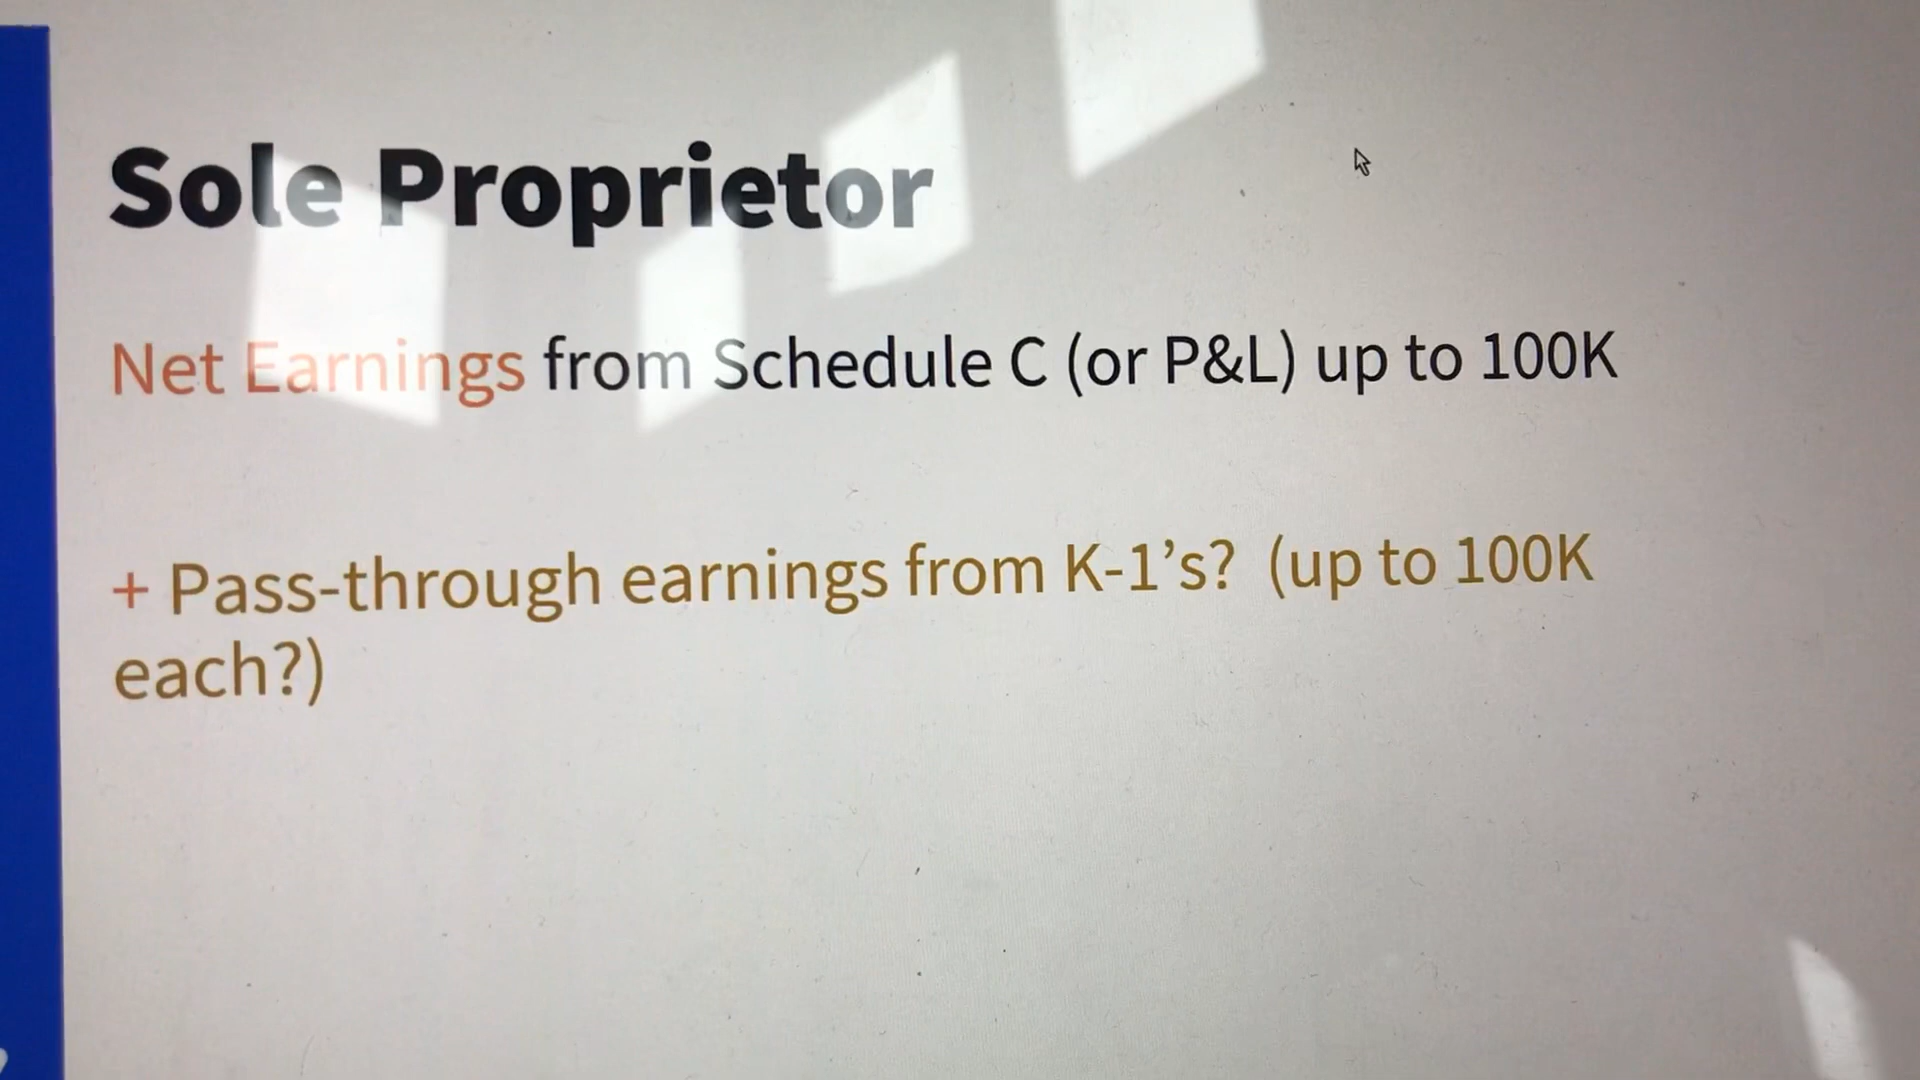 Sole Proprietor
Net Earnings from Schedule C (or P&L) up to 100K
+ Pass-through earnings from K-1’s? (up to 100K
each?)